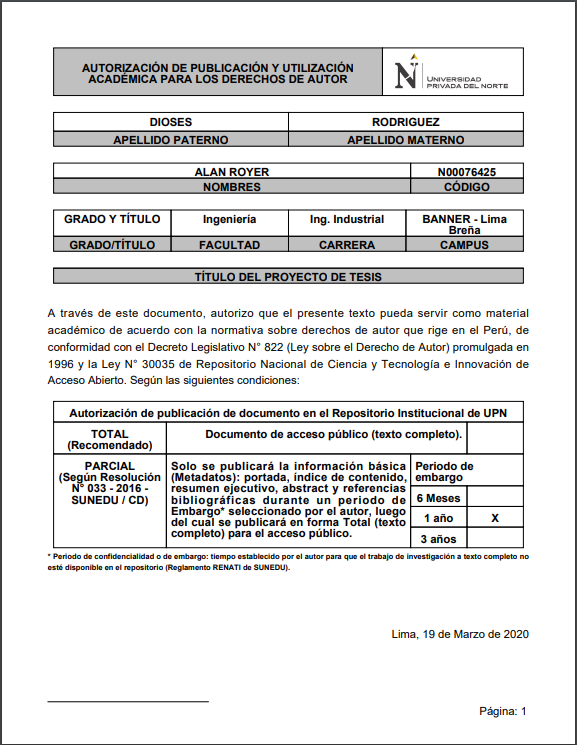 AUTORIZACIÓN DE PUBLICACIÓN Y UTILIZACIÓN
ACADÉMICA PARA LOS DERECHOS DE AUTOR
N
UNIVERSIDAD
PRIVADA DEL NORTE
DIOSES RODRIGUEZ
APELLIDO PATERNO APELLIDO MATERNO
ALAN ROYER N00076425
NOMBRES CÓDIGO
GRADO Y TÍTULO Ingeniería Ing. Industrial BANNER - Lima
Breña
GRADO/TÍTULO FACULTAD CARRERA CAMPUS
TÍTULO DEL PROYECTO DE TESIS
A través de este documento, autorizo que el presente texto pueda servir como material
académico de acuerdo con la normativa sobre derechos de autor que rige en el Perú, de
conformidad con el Decreto Legislativo N° 822 (Ley sobre el Derecho de Autor) promulgada en
1996 y la Ley N° 30035 de Repositorio Nacional de Ciencia y Tecnología e Innovación de
Acceso Abierto. Según las siguientes condiciones:
Autorización de publicación de documento en el Repositorio Institucional de UPN
TOTAL
(Recomendado)
Documento de acceso público (texto completo).
PARCIAL
(Según Resolución
N° 033 - 2016 -
SUNEDU / CD)
Solo se publicará la información básica
(Metadatos): portada, índice de contenido,
resumen ejecutivo, abstract y referencias
bibliográficas durante un periodo de
Embargo* seleccionado por el autor, luego
del cual se publicará en forma Total (texto
completo) para el acceso público.
Periodo de
embargo
6 Meses
1 año X
3 años
* Periodo de confidencialidad o de embargo: tiempo establecido por el autor para que el trabajo de investigación a texto completo no
esté disponible en el repositorio (Reglamento RENATI de SUNEDU).
Lima, 19 de Marzo de 2020
Página: 1